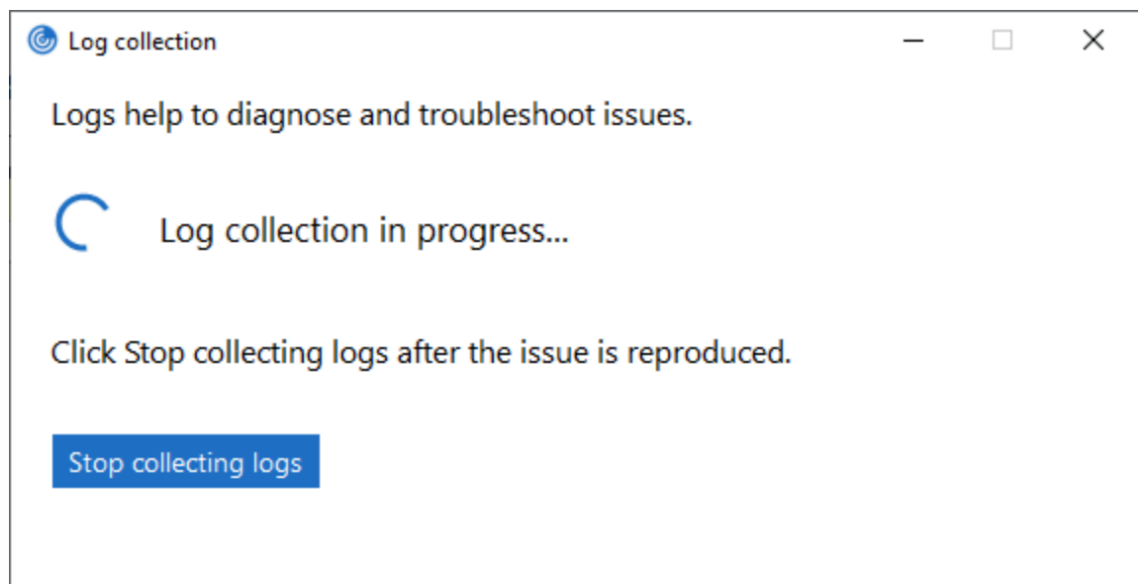 Log collection
Logs help to diagnose and troubleshoot issues.
Log collection in progress...
Click Stop collecting logs after the issue is reproduced.
Stop collecting logs